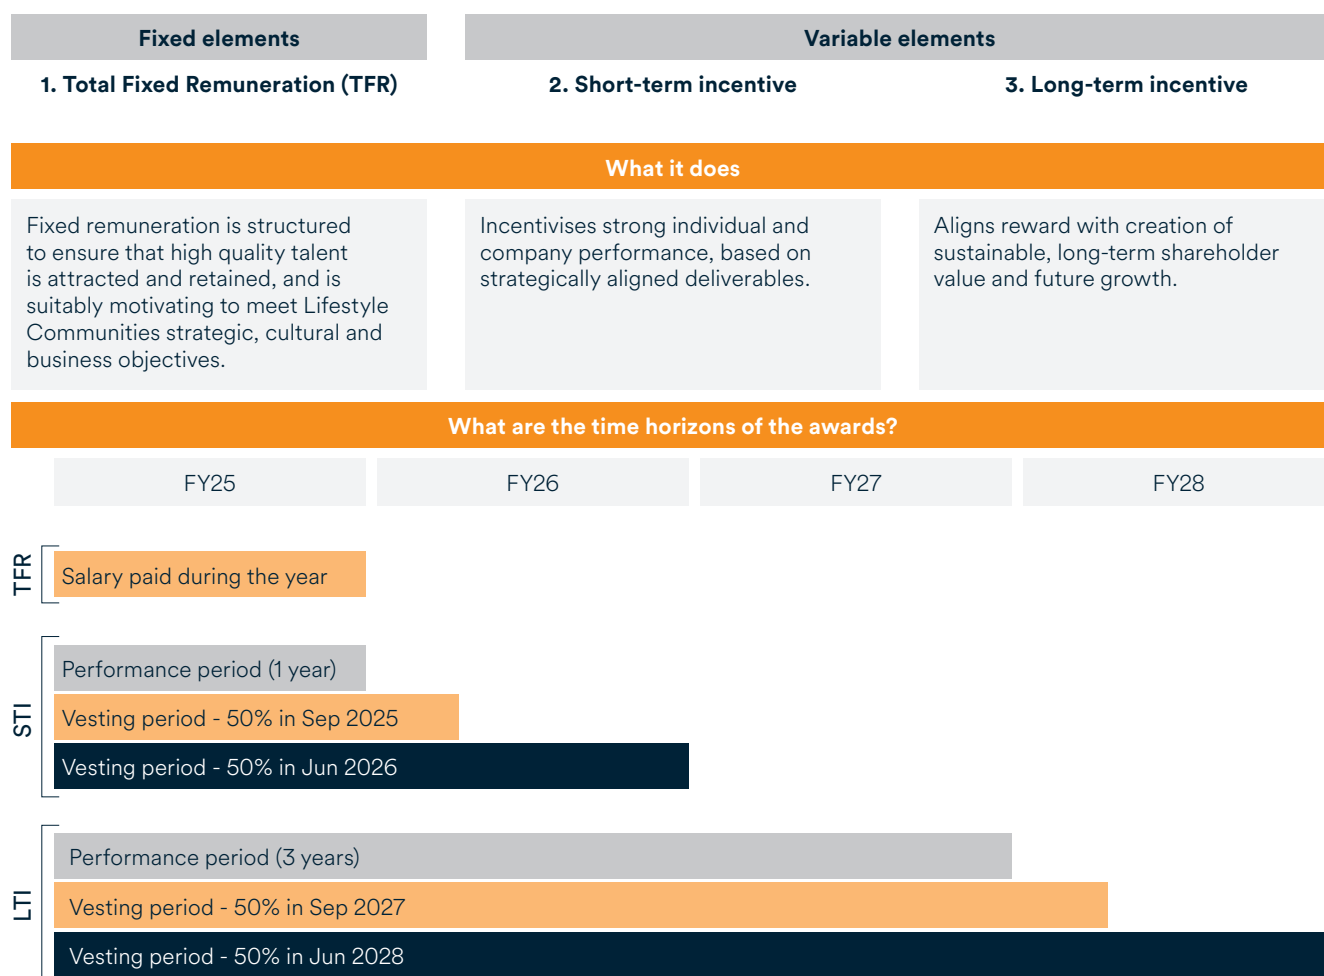 Fixed elements
Variable elements
1. Total Fixed Remuneration (TFR)
2. Short-term incentive
3. Long-term incentive
What it does
Fixed remuneration is structured
to ensure that high quality talent
is attracted and retained, and is
suitably motivating to meet Lifestyle
Communities strategic, cultural and
business objectives.
Incentivises strong individual and
company performance, based on
strategically aligned deliverables.
Aligns reward with creation of
sustainable, long-term shareholder
value and future growth.
What are the time horizons of the awards?
FY25
FY26
FY27
FY28
TFR
Salary paid during the year
STI
Performance period (1 year)
Vesting period - 50% in Sep 2025
Vesting period - 50% in Jun 2026
LTI
Performance period (3 years)
Vesting period - 50% in Sep 2027
Vesting period - 50% in Jun 2028